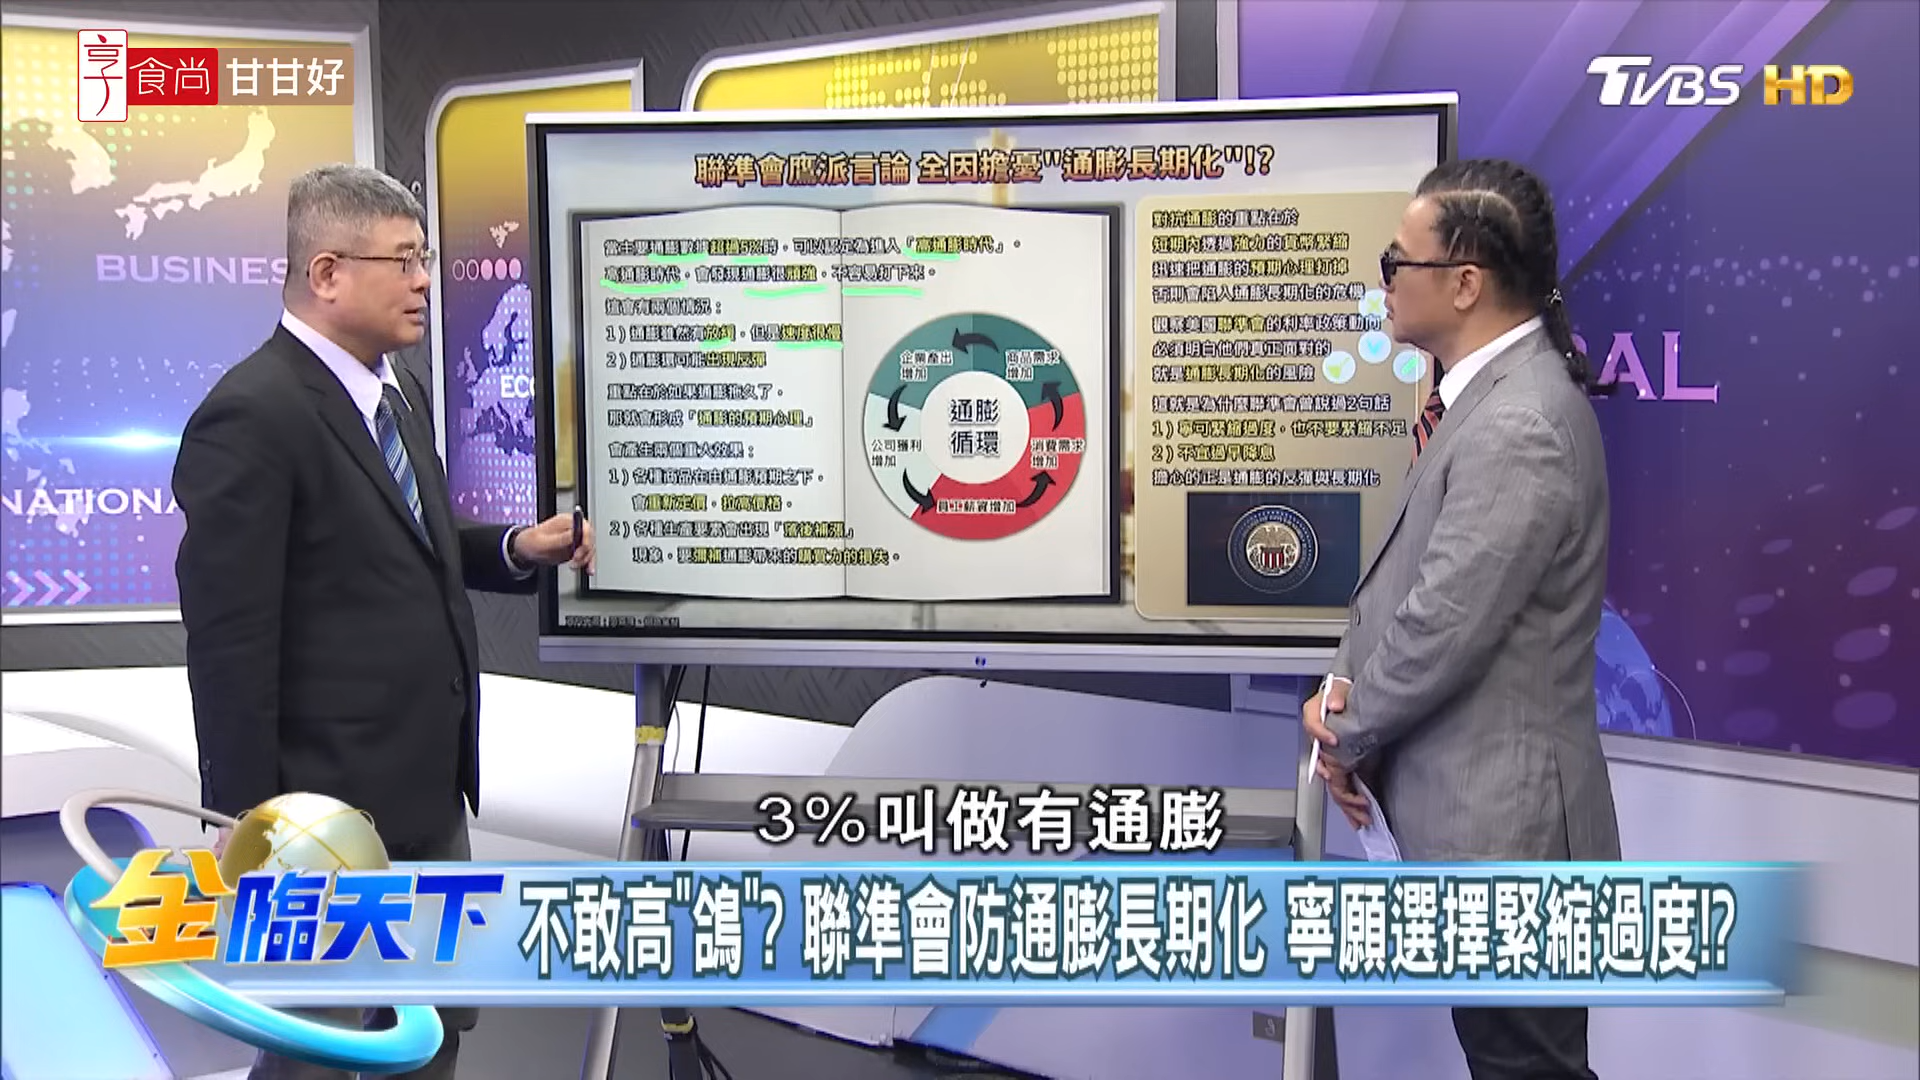 享食尚 甘甘好
TVBS HD
BUSINES
NATIONA
聯準會鷹派言論 全因擔憂"通膨長期化"!?
當主要通膨數據超過5%時，可以認定為進入「高通膨時代」。
高通膨時代，會發現通膨很頑強，不容易打下來。
這會有兩個情況：
1）通膨雖然有放緩，但是速度很慢
2）通膨還可能出現反彈
重點在於如果通膨拖久了，
那就會形成「通膨的預期心理」
會產生兩個重大效果：
1）各種商品在由通膨預期之下，
會重新定價，拉高價格。
2）各種生產要素會出現「落後補漲」
現象，要彌補通膨帶來的購買力的損失。
企業產出
增加
商品需求
增加
通膨
循環
公司獲利
增加
消費需求
增加
員工薪資增加
對抗通膨的重點在於
短期內透過強力的貨幣緊縮
迅速把通膨的預期心理打掉
否則會陷入通膨長期化的危機
觀察美國聯準會的利率政策動向
必須明白他們真正面對的
就是通膨長期化的風險
這就是為什麼聯準會曾說過2句話
1）寧可緊縮過度，也不要緊縮不足
2）不宜過早降息
擔心的正是通膨的反彈與長期化
3%叫做有通膨
金臨天下
不敢高"鴿"? 聯準會防通膨長期化 寧願選擇緊縮過度!?